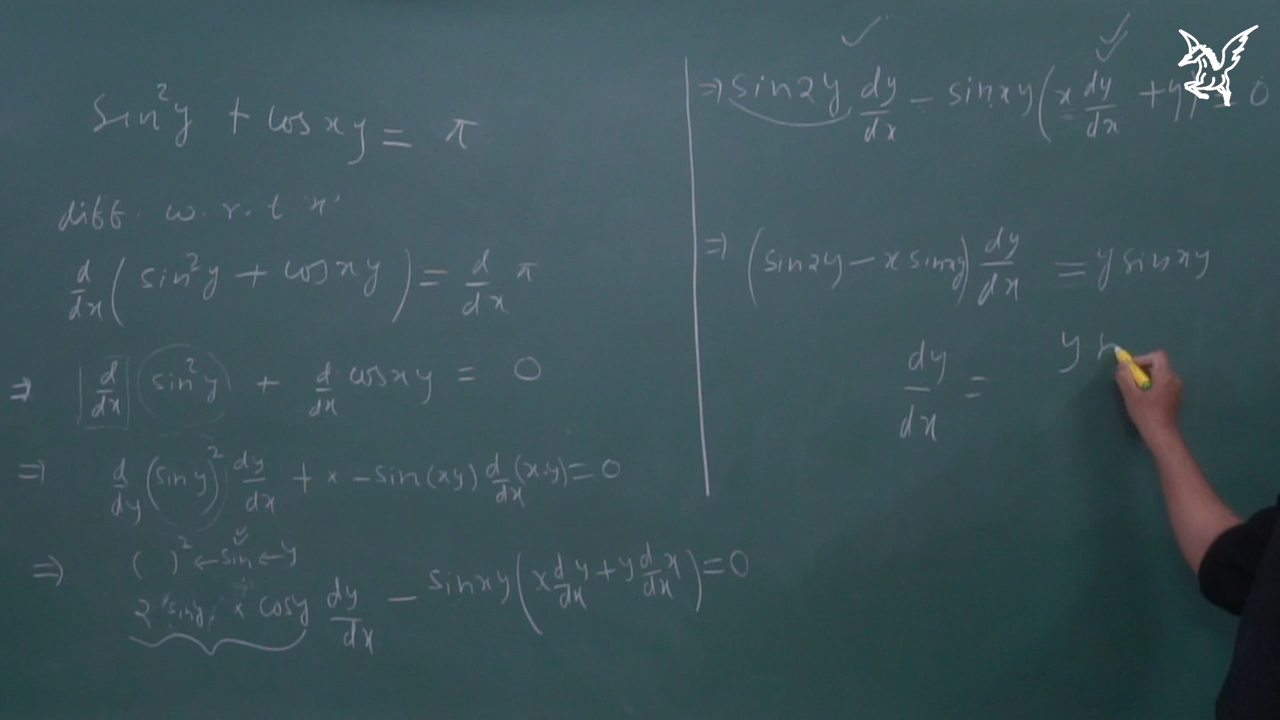 sin²y + cos xy = π
diff. w.r.t 'x'
d/dx (sin²y + cos xy) = d/dx π
⇒ d/dx sin²y + d/dx cos xy = 0
⇒ d/dy (sin y)² dy/dx + x - sin(xy) d/dx (x·y) = 0
⇒ ( )² ← sin ← y
2 sin y × cos y dy/dx - sin xy (x dy/dx + y d/dx x) = 0
⇒ sin 2y dy/dx - sin xy (x dy/dx + y) = 0
⇒ (sin 2y - x sin xy) dy/dx = y sin xy
dy/dx = y